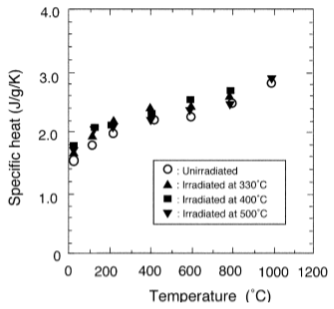 4.0
3.0
2.0
1.0
0
Specific heat (J/g/K)
: Unirradiated
: Irradiated at 330˚C
: Irradiated at 400˚C
: Irradiated at 500˚C
0 200 400 600 800 1000 1200
Temperature (˚C)